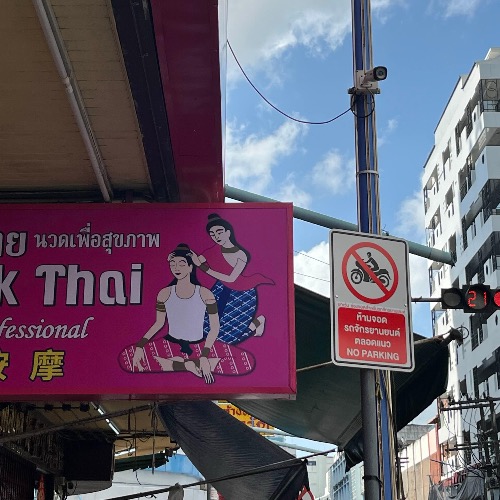 ย นวดเพื่อสุขภาพ
k Thai
fessional
按 摩
ห้ามจอด
รถจักรยานยนต์
ตลอดแนว
NO PARKING
21